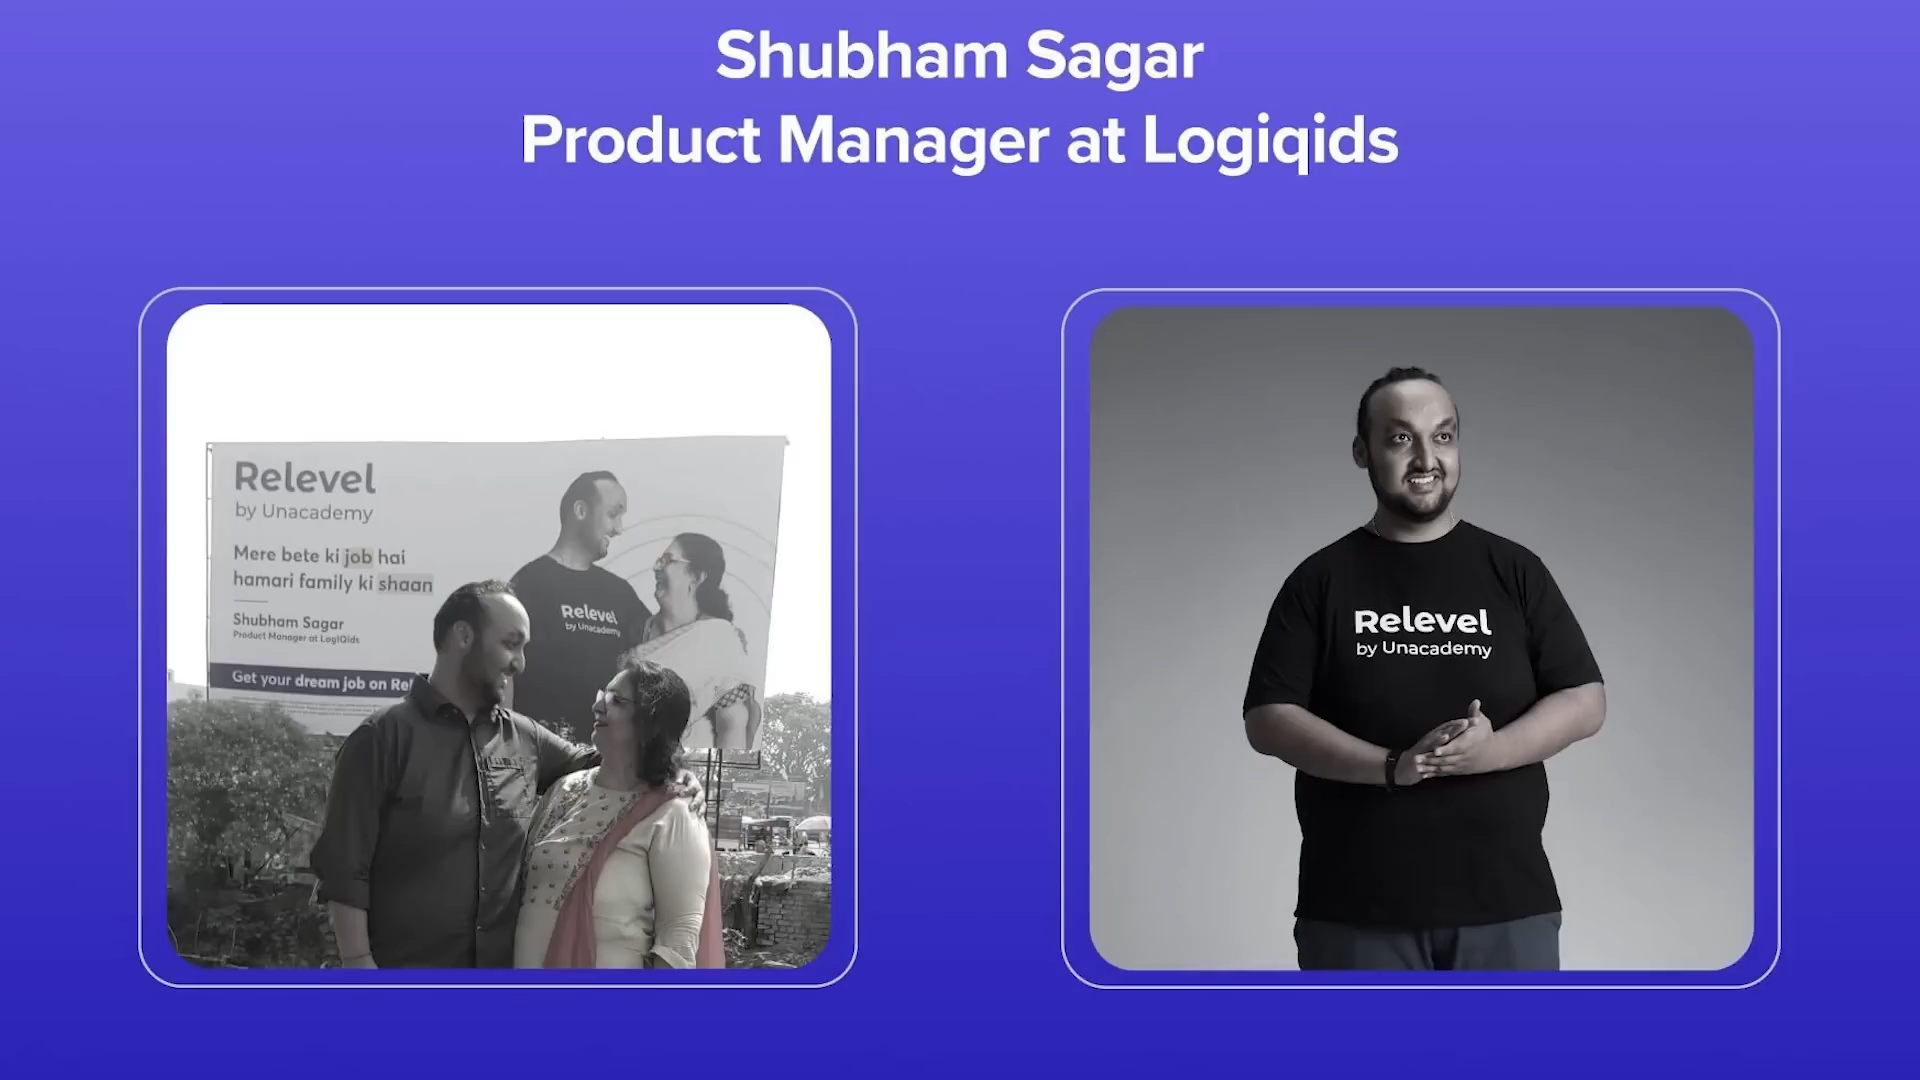 Shubham Sagar
Product Manager at Logiqids
Relevel
by Unacademy
Mere bete ki job hai
hamari family ki shaan
Shubham Sagar
Product Manager at LogIQids
Get your dream job on Rel
Relevel
by Unacademy
Relevel
by Unacademy